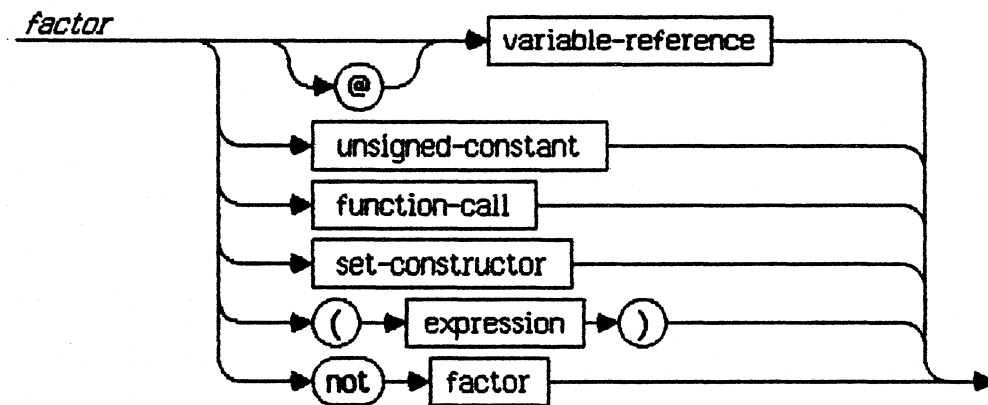 factor
variable-reference
@
unsigned-constant
function-call
set-constructor
( expression )
not factor